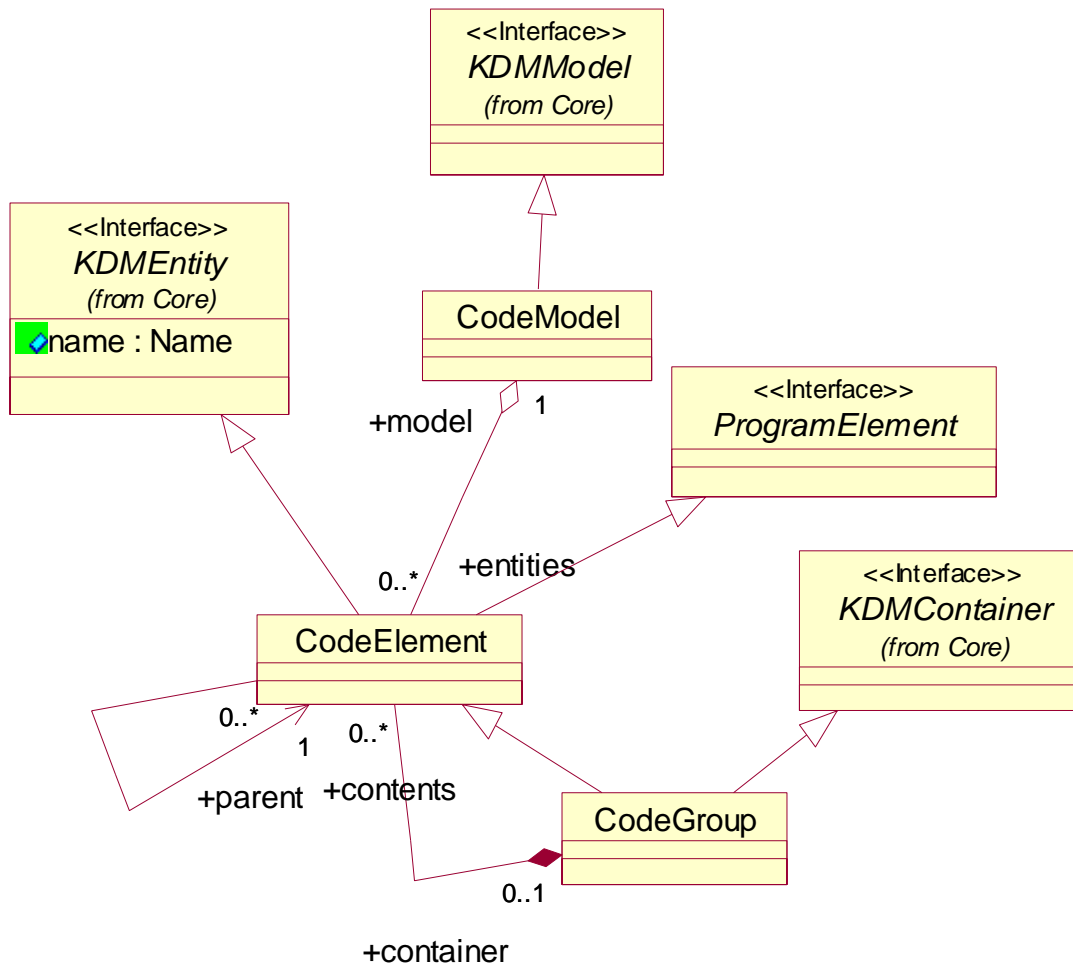 <<Interface>>
KDMModel
(from Core)
<<Interface>>
KDMEntity
(from Core)
name : Name
CodeModel
+model
1
<<Interface>>
ProgramElement
0..*
+entities
<<Interface>>
KDMContainer
(from Core)
CodeElement
0..*
1
0..*
+parent
+contents
CodeGroup
0..1
+container